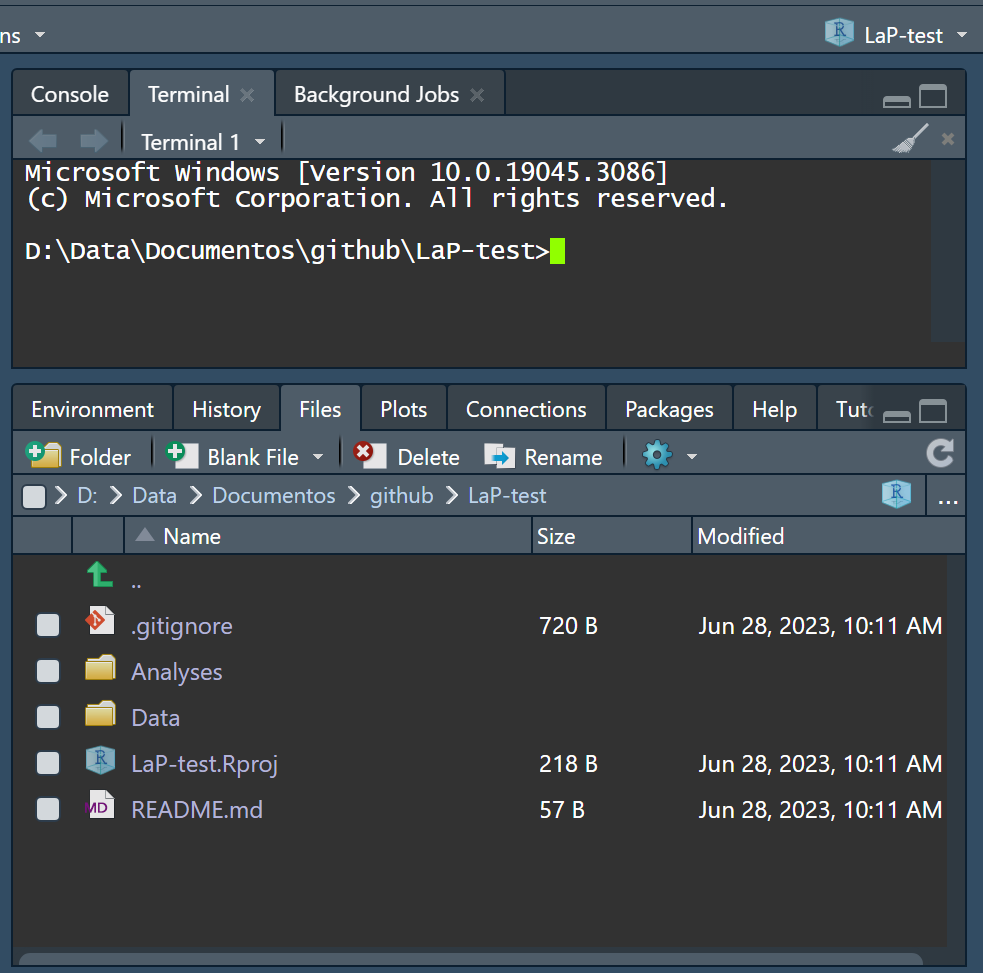 ns
LaP-test
Console Terminal Background Jobs
Terminal 1
Microsoft Windows [Version 10.0.19045.3086]
(c) Microsoft Corporation. All rights reserved.
D:\Data\Documentos\github\LaP-test>
Environment History Files Plots Connections Packages Help Tuto
Folder Blank File Delete Rename
D: Data Documentos github LaP-test ...
Name Size Modified
..
.gitignore 720 B Jun 28, 2023, 10:11 AM
Analyses
Data
LaP-test.Rproj 218 B Jun 28, 2023, 10:11 AM
MD README.md 57 B Jun 28, 2023, 10:11 AM